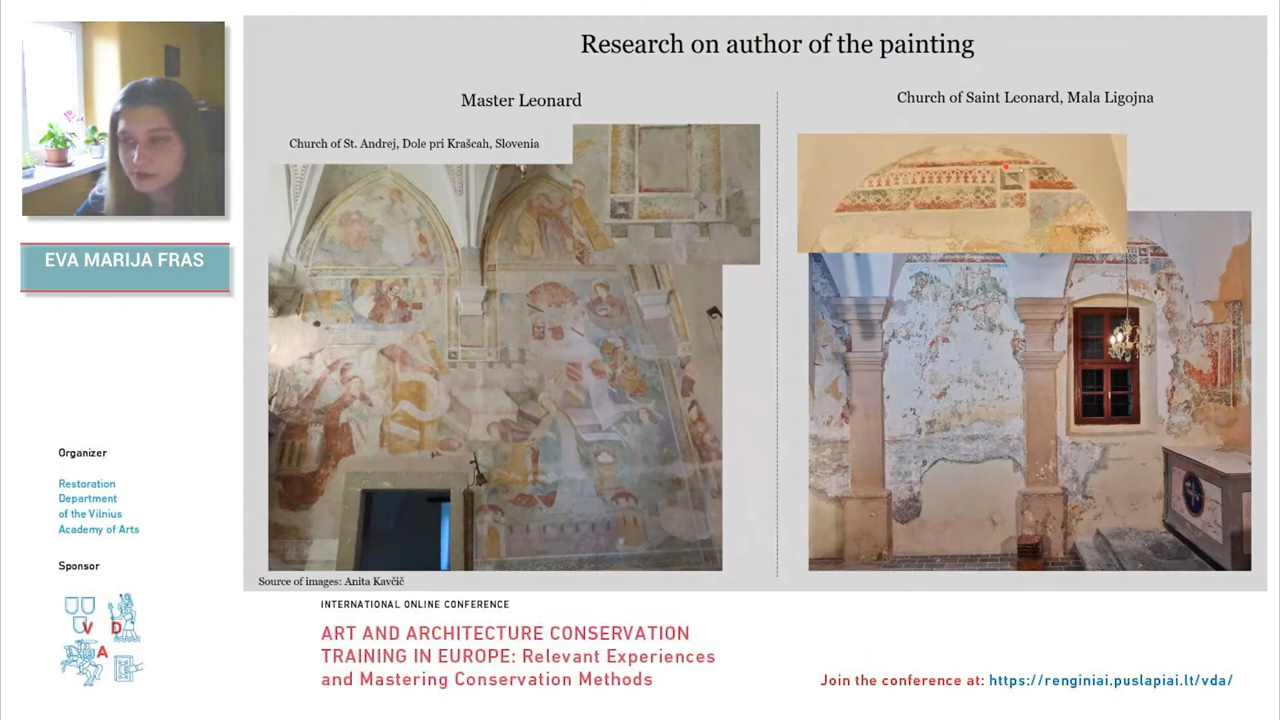 Research on author of the painting
Master Leonard
Church of St. Andrej, Dole pri Krašcah, Slovenia
Source of images: Anita Kavčič
Church of Saint Leonard, Mala Ligojna
EVA MARIJA FRAS
Organizer
Restoration
Department
of the Vilnius
Academy of Arts
Sponsor
V D
A
INTERNATIONAL ONLINE CONFERENCE
ART AND ARCHITECTURE CONSERVATION
TRAINING IN EUROPE: Relevant Experiences
and Mastering Conservation Methods
Join the conference at: https://renginiai.puslapiai.lt/vda/